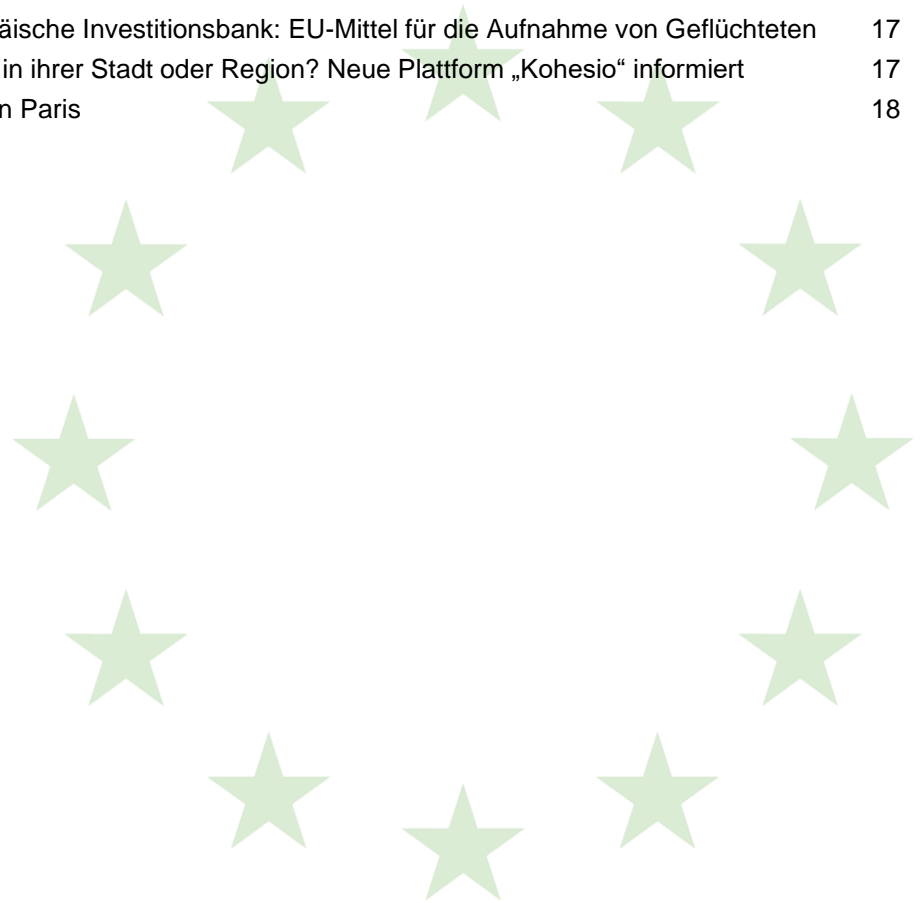 äische Investitionsbank: EU-Mittel für die Aufnahme von Geflüchteten 17
in ihrer Stadt oder Region? Neue Plattform „Kohesio“ informiert 17
n Paris 18